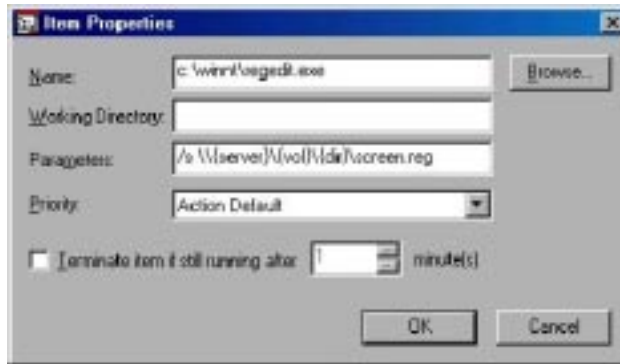 Item Properties
Name: c:\winnt\regedit.exe Browse...
Working Directory:
Parameters: /s \\{server}\{vol}\{dir}\screen.reg
Priority: Action Default
Terminate item if still running after 1 minute(s)
OK Cancel